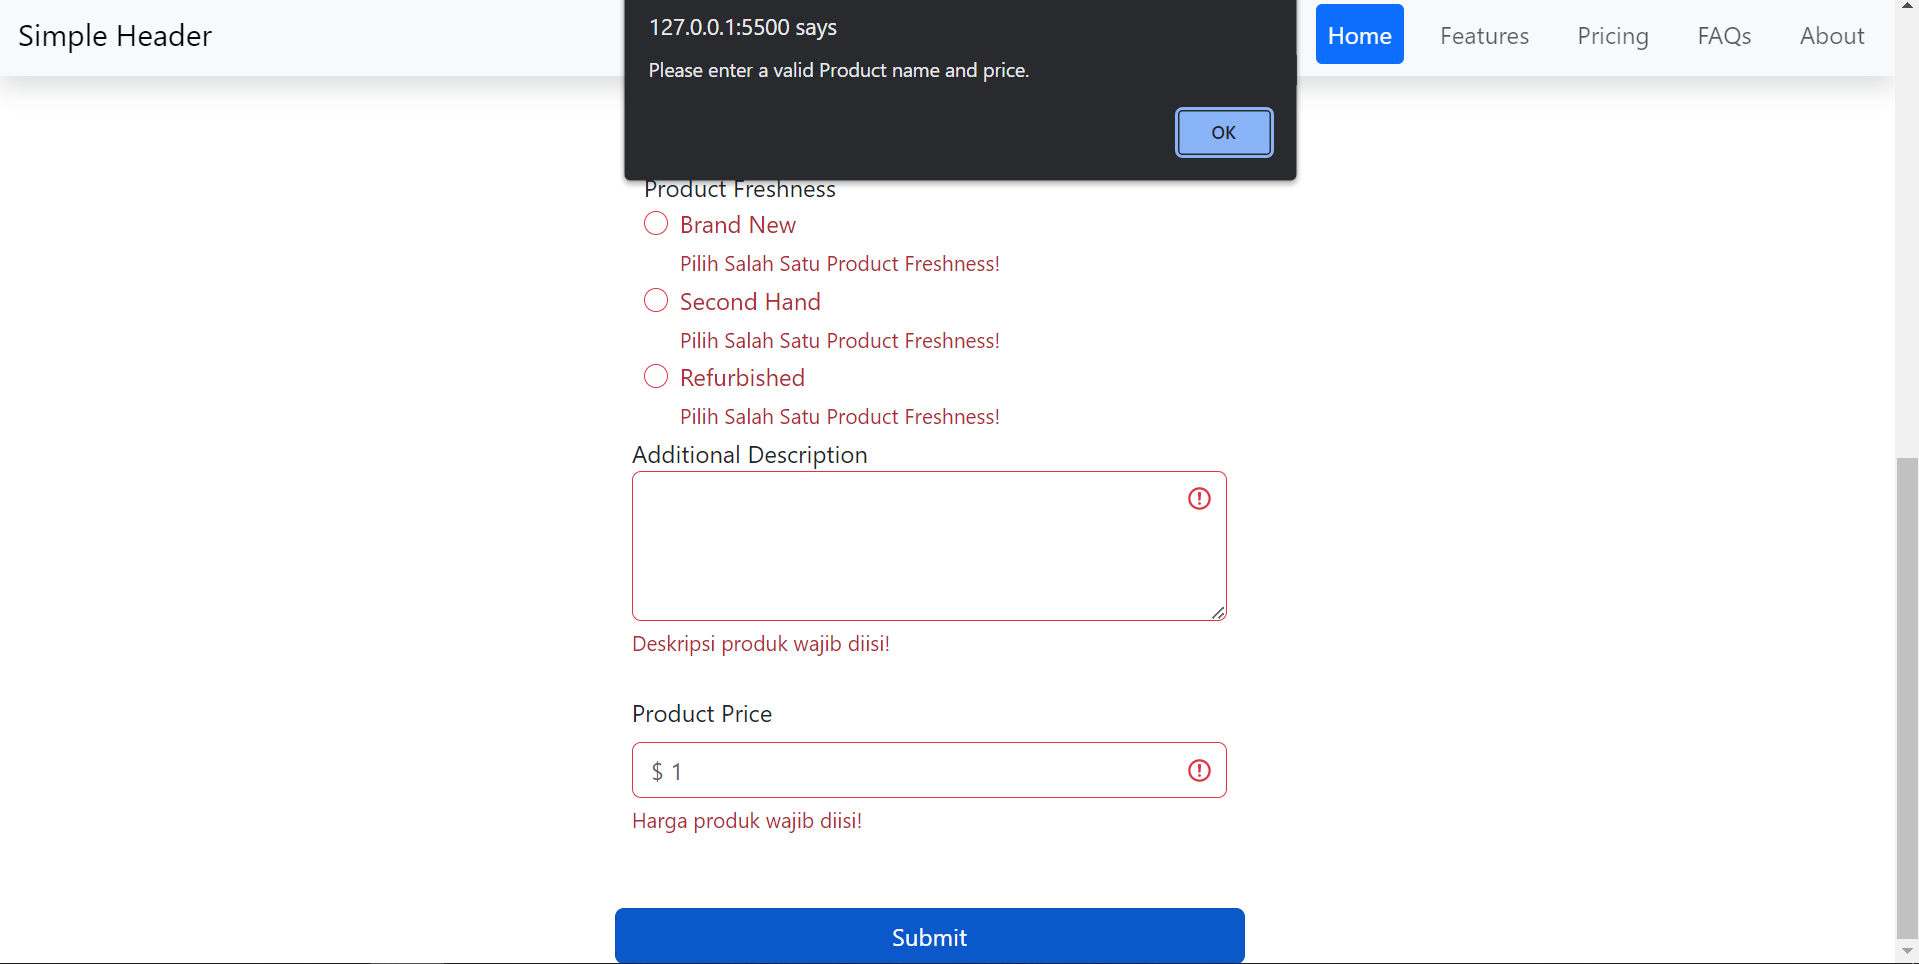 Simple Header
127.0.0.1:5500 says
Please enter a valid Product name and price.
OK
Home Features Pricing FAQs About
Product Freshness
Brand New
Pilih Salah Satu Product Freshness!
Second Hand
Pilih Salah Satu Product Freshness!
Refurbished
Pilih Salah Satu Product Freshness!
Additional Description
Deskripsi produk wajib diisi!
Product Price
$ 1
Harga produk wajib diisi!
Submit